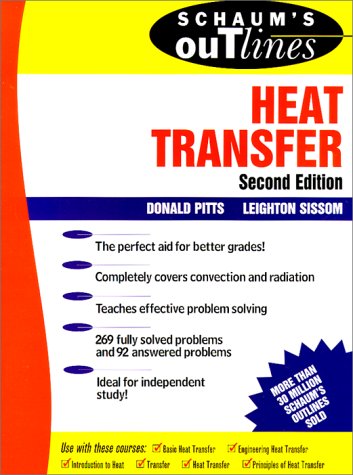 SCHAUM'S
ouTlines
HEAT
TRANSFER
Second Edition
DONALD PITTS LEIGHTON SISSOM
The perfect aid for better grades!
Completely covers convection and radiation
Teaches effective problem solving
269 fully solved problems
and 92 answered problems
Ideal for independent
study!
MORE THAN
30 MILLION
SCHAUM'S
OUTLINES
SOLD
Use with these courses: Basic Heat Transfer Engineering Heat Transfer
Introduction to Heat Transfer Heat Transfer Principles of Heat Transfer